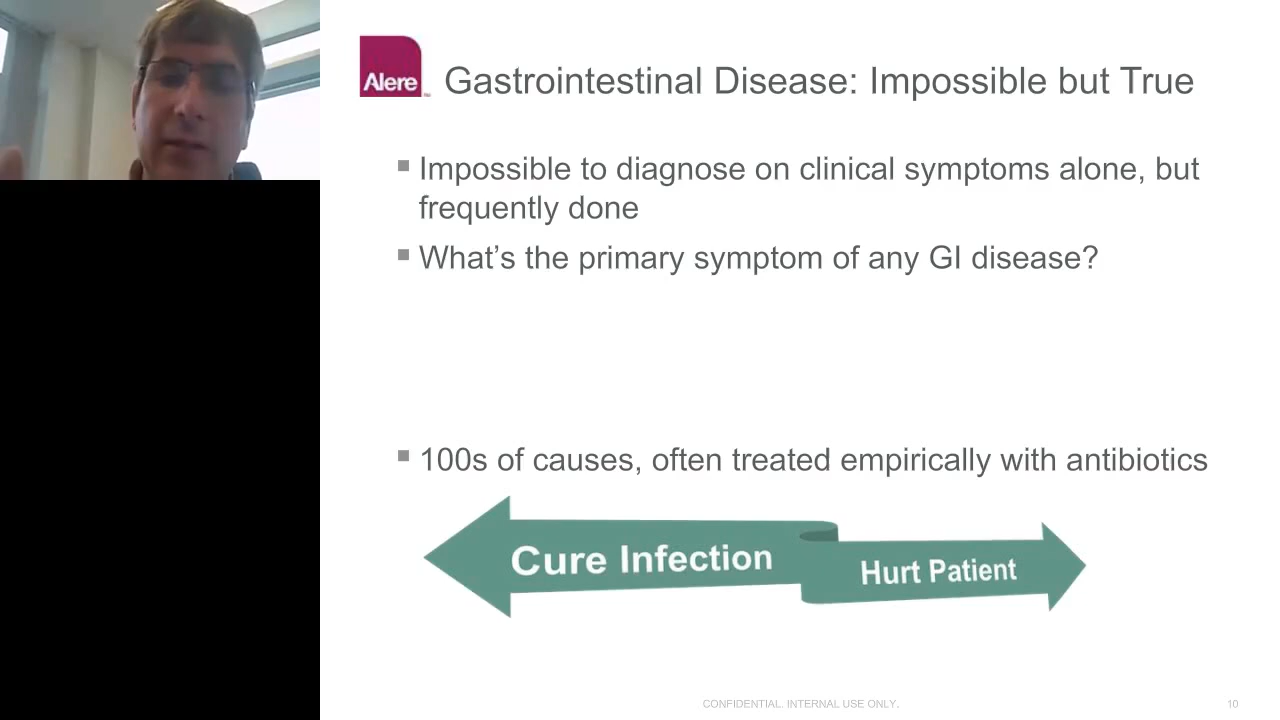 Alere
Gastrointestinal Disease: Impossible but True
Impossible to diagnose on clinical symptoms alone, but
frequently done
What's the primary symptom of any GI disease?
100s of causes, often treated empirically with antibiotics
Cure Infection
Hurt Patient
CONFIDENTIAL. INTERNAL USE ONLY.
10